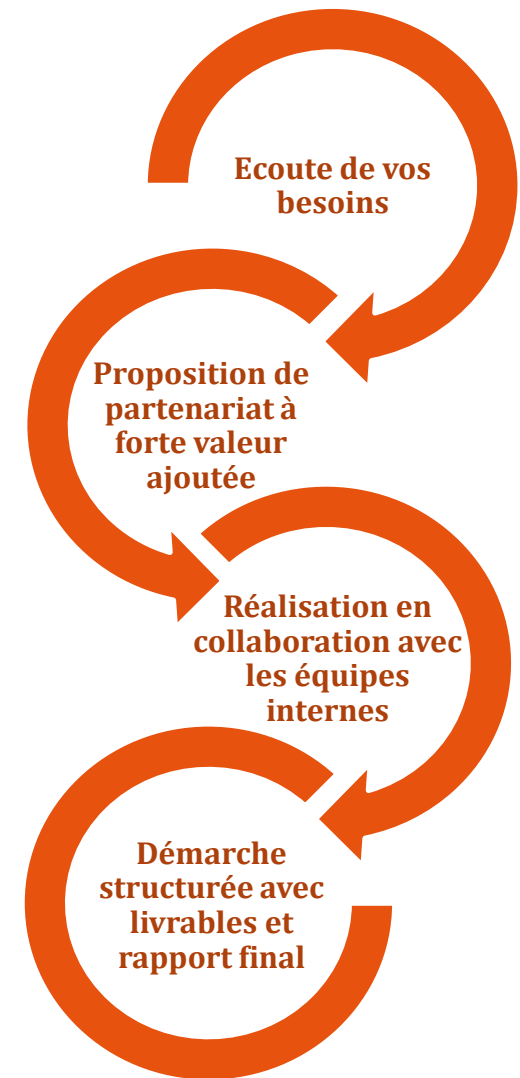 Ecoute de vos
besoins
Proposition de
partenariat à
forte valeur
ajoutée
Réalisation en
collaboration avec
les équipes
internes
Démarche
structurée avec
livrables et
rapport final